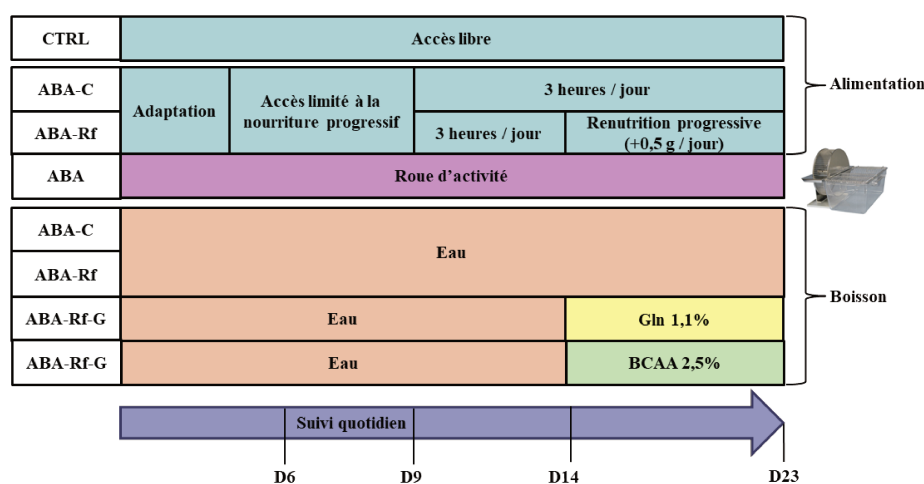 CTRL
Accès libre
ABA-C
Adaptation
Accès limité à la
nourriture progressif
3 heures / jour
Alimentation
ABA-Rf
3 heures / jour
Renutrition progressive
(+0,5 g / jour)
ABA
Roue d’activité
ABA-C
Eau
ABA-Rf
Boisson
ABA-Rf-G
Eau
Gln 1,1%
ABA-Rf-G
Eau
BCAA 2,5%
Suivi quotidien
D6
D9
D14
D23